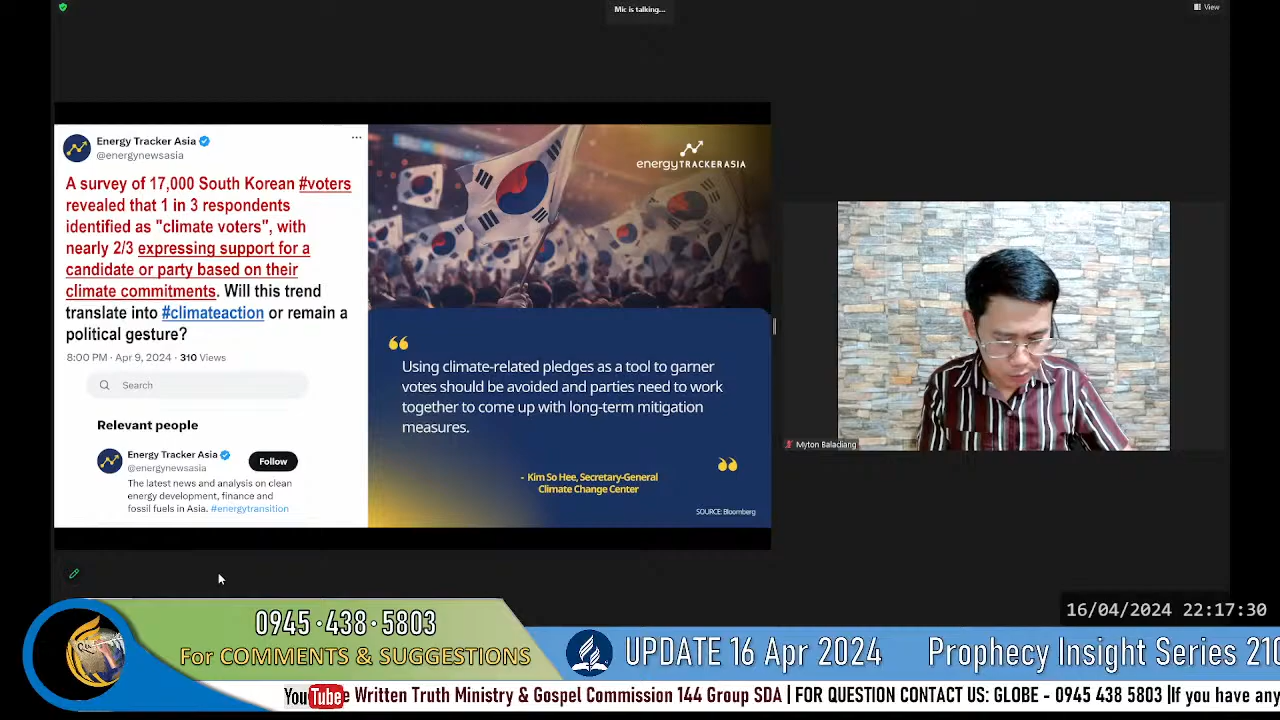 Mic is talking...
View
Energy Tracker Asia
@energynewsasia
A survey of 17,000 South Korean #voters
revealed that 1 in 3 respondents
identified as "climate voters", with
nearly 2/3 expressing support for a
candidate or party based on their
climate commitments. Will this trend
translate into #climateaction or remain a
political gesture?
8:00 PM · Apr 9, 2024 · 310 Views
Search
Relevant people
Energy Tracker Asia
@energynewsasia
Follow
The latest news and analysis on clean
energy development, finance and
fossil fuels in Asia. #energytransition
energyTRACKERASIA
“
Using climate-related pledges as a tool to garner
votes should be avoided and parties need to work
together to come up with long-term mitigation
measures.
”
- Kim So Hee, Secretary-General
Climate Change Center
SOURCE: Bloomberg
Myton Baladiang
16/04/2024 22:17:30
0945·438·5803
For COMMENTS & SUGGESTIONS
UPDATE 16 Apr 2024 Prophecy Insight Series 210
YouTube
e Written Truth Ministry & Gospel Commission 144 Group SDA | FOR QUESTION CONTACT US: GLOBE - 0945 438 5803 |If you have any